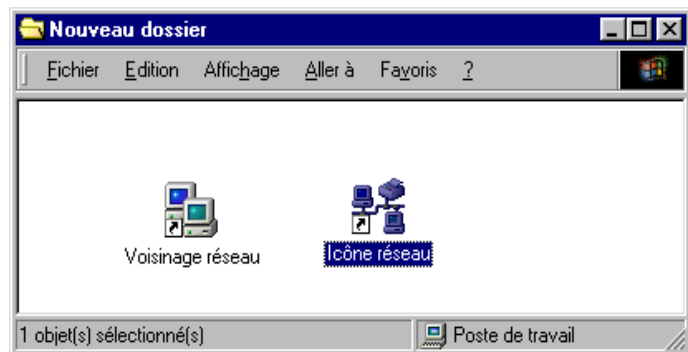 Nouveau dossier
Fichier Edition Affichage Aller à Favoris ?
Voisinage réseau Icône réseau
1 objet(s) sélectionné(s) Poste de travail